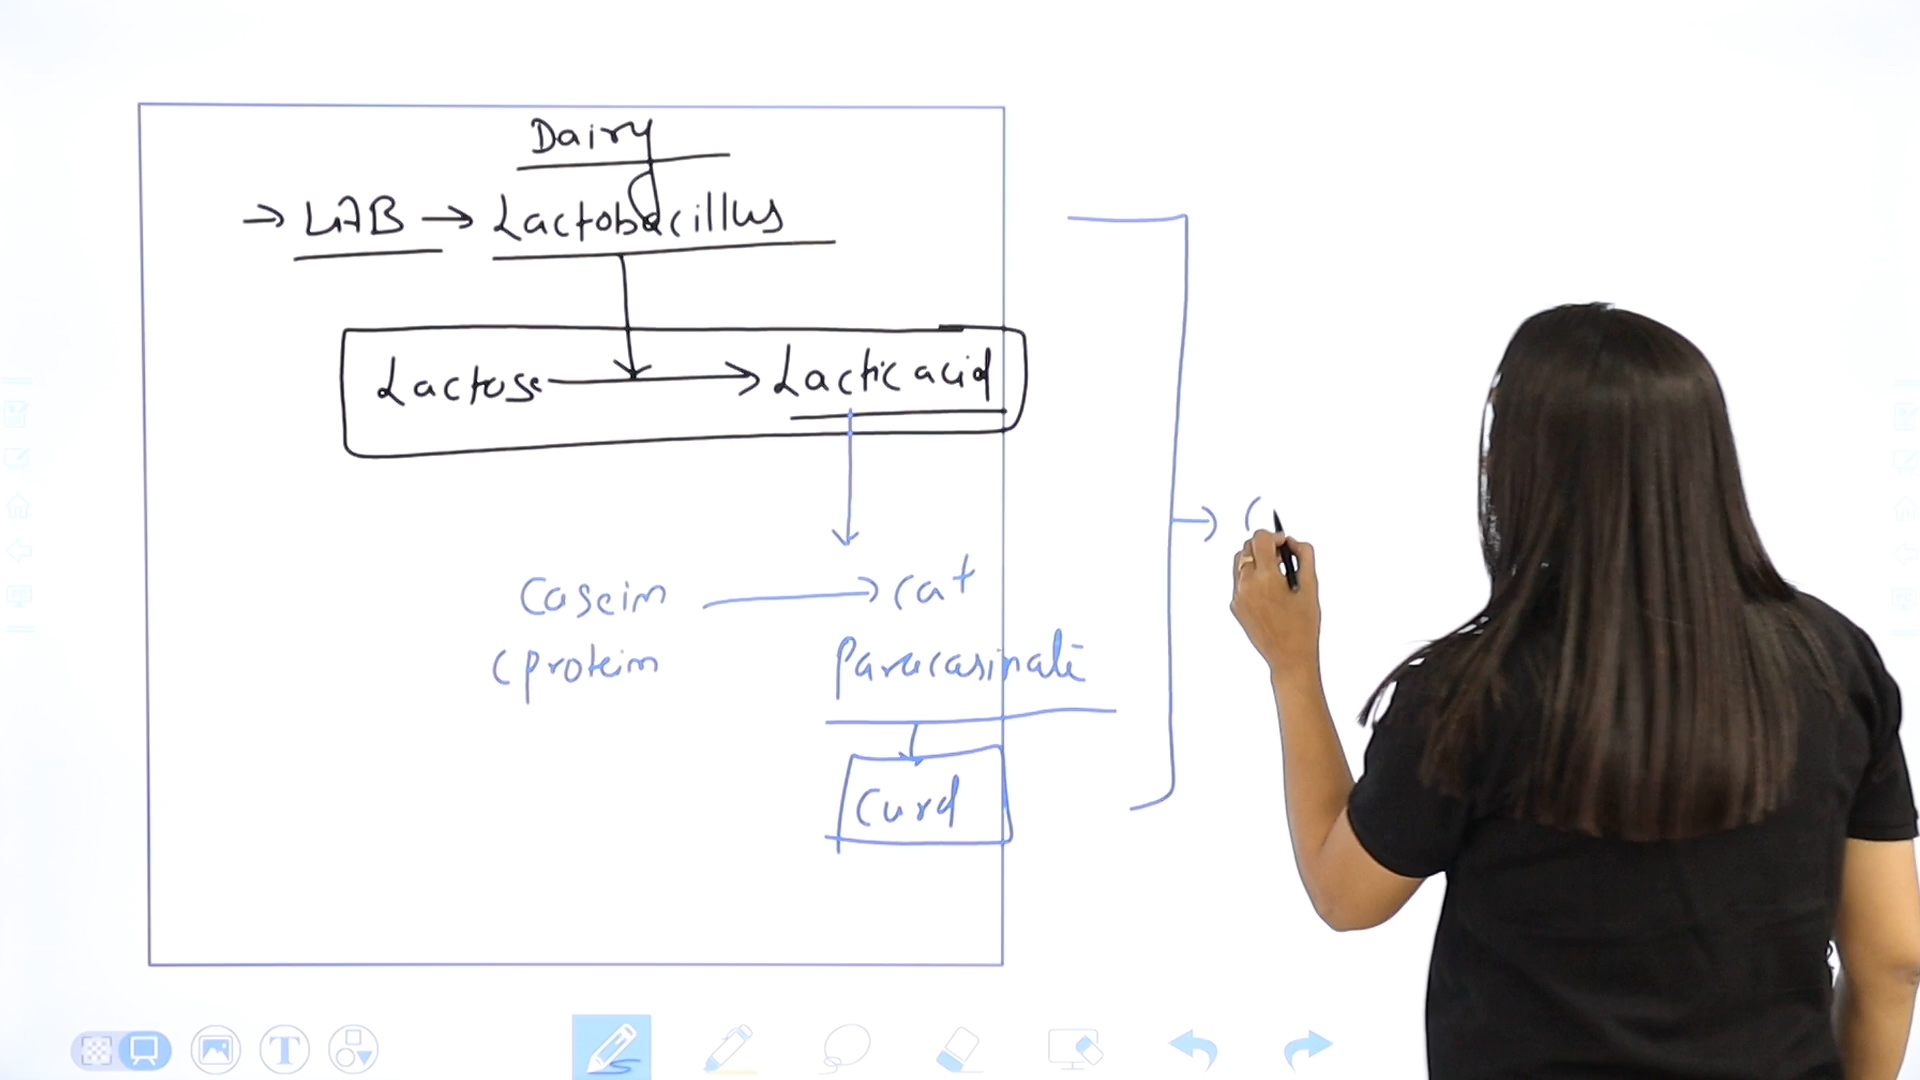 Dairy
→ LAB → Lactobacillus
Lactose → Lactic acid
Casein → Cat
(protein
Paracasinate
Curd
→ (
T